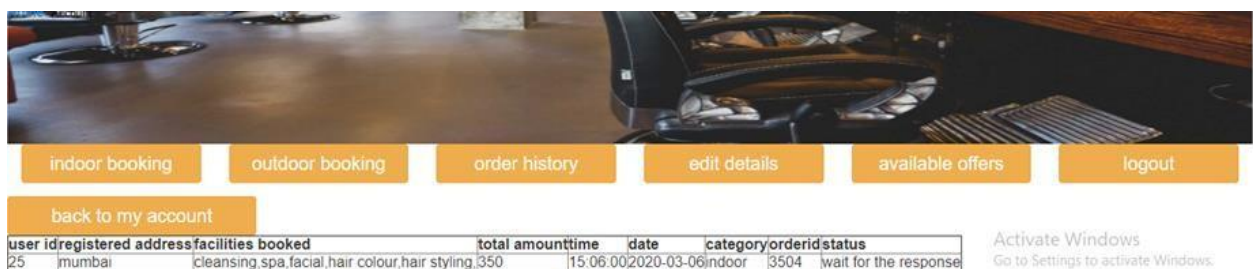 indoor booking outdoor booking order history edit details available offers logout
back to my account
user id registered address facilities booked total amount time date category orderid status
25 mumbai cleansing,spa,facial,hair colour,hair styling, 350 15:06:00 2020-03-06 indoor 3504 wait for the response
Activate Windows
Go to Settings to activate Windows.